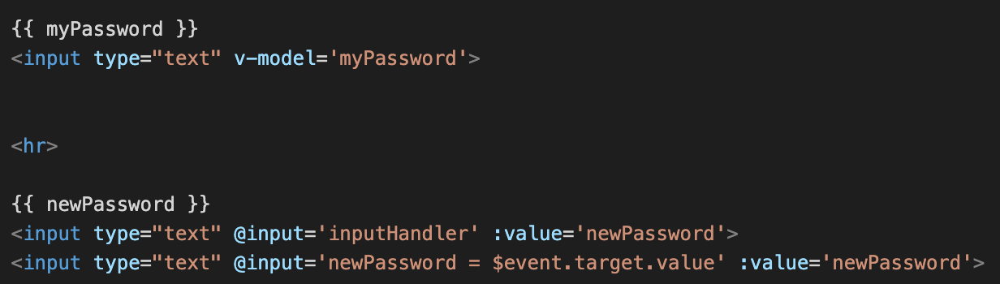 {{ myPassword }}
<input type="text" v-model='myPassword'>
<hr>
{{ newPassword }}
<input type="text" @input='inputHandler' :value='newPassword'>
<input type="text" @input='newPassword = $event.target.value' :value='newPassword'>